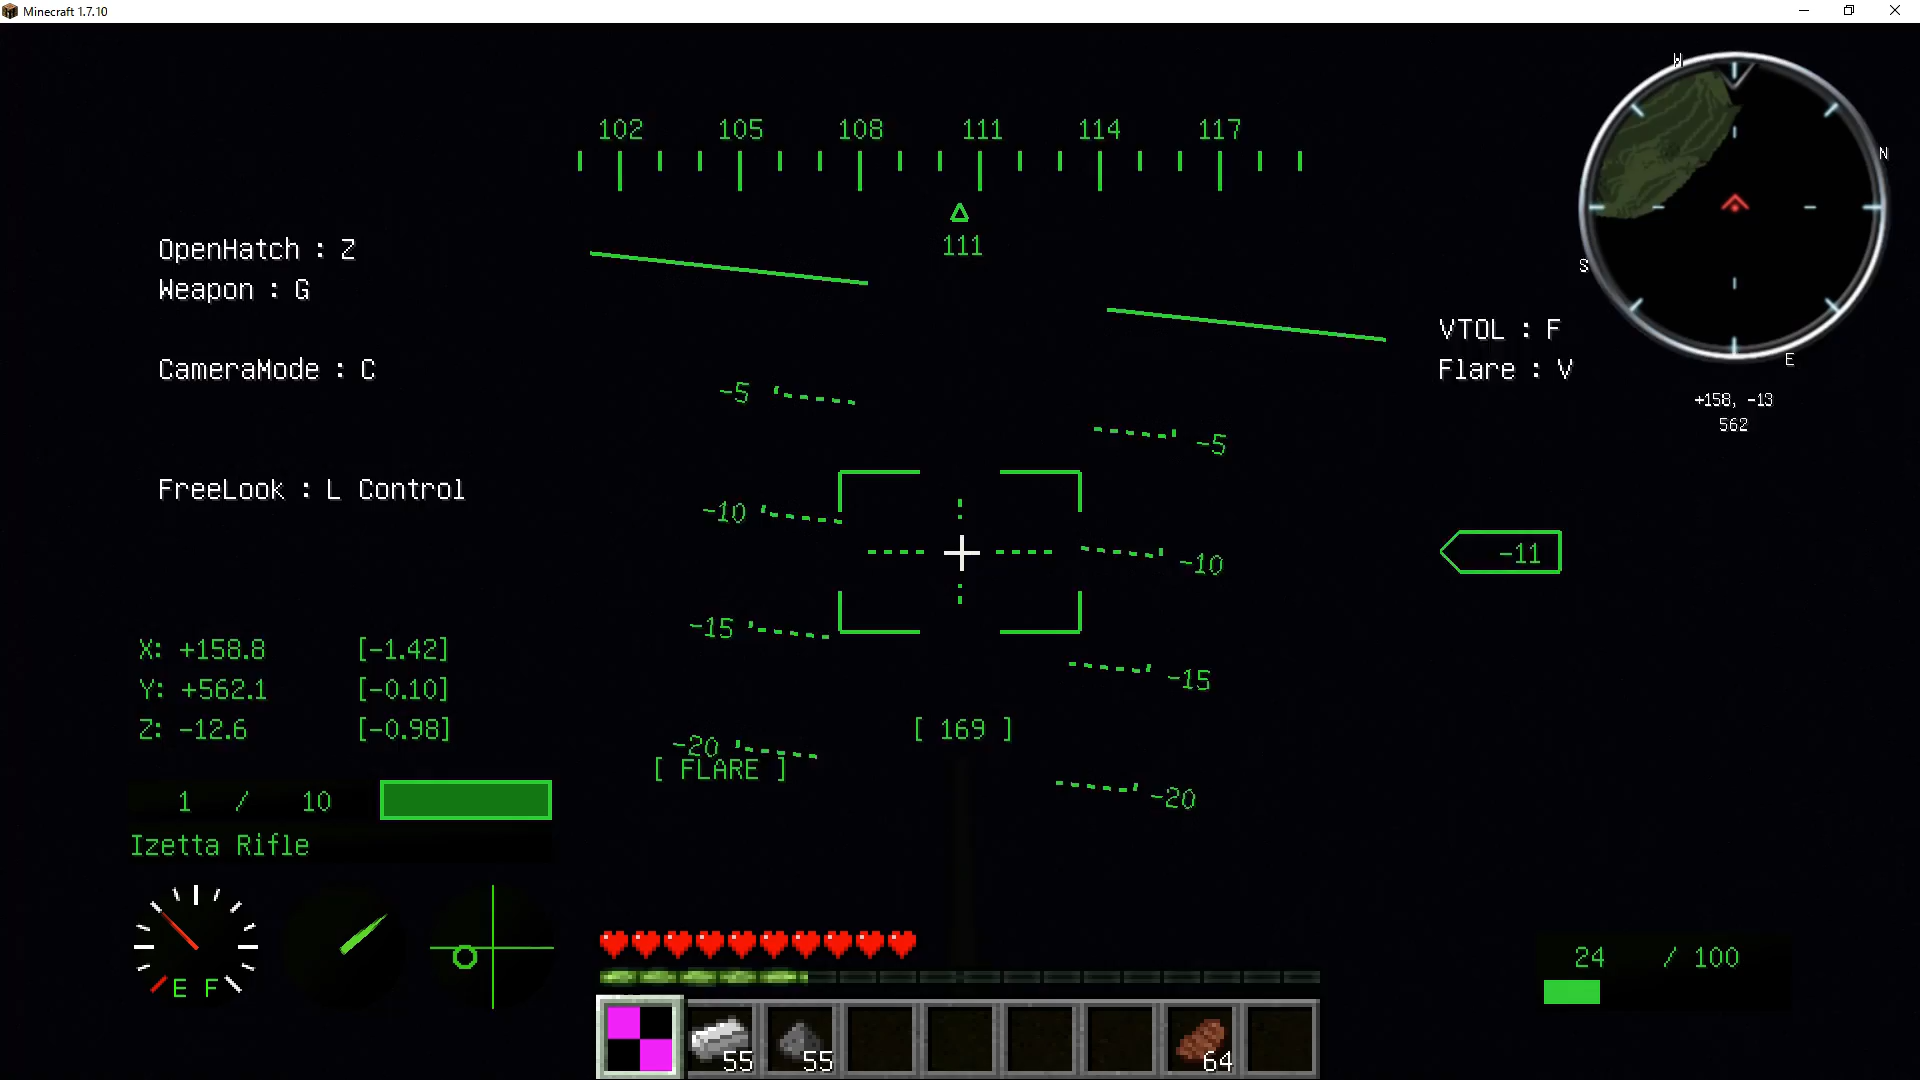 Minecraft 1.7.10
W
102 105 108 111 114 117
N
111
OpenHatch : Z
Weapon : G
S
VTOL : F
CameraMode : C
Flare : V
E
+158, -13
562
-5
-5
FreeLook : L Control
-10
-10
-11
-15
-15
X: +158.8 [-1.42]
Y: +562.1 [-0.10]
Z: -12.6 [-0.98]
[ 169 ]
-20
[ FLARE ]
-20
1 / 10
Izetta Rifle
E F
24 / 100
55 55 64